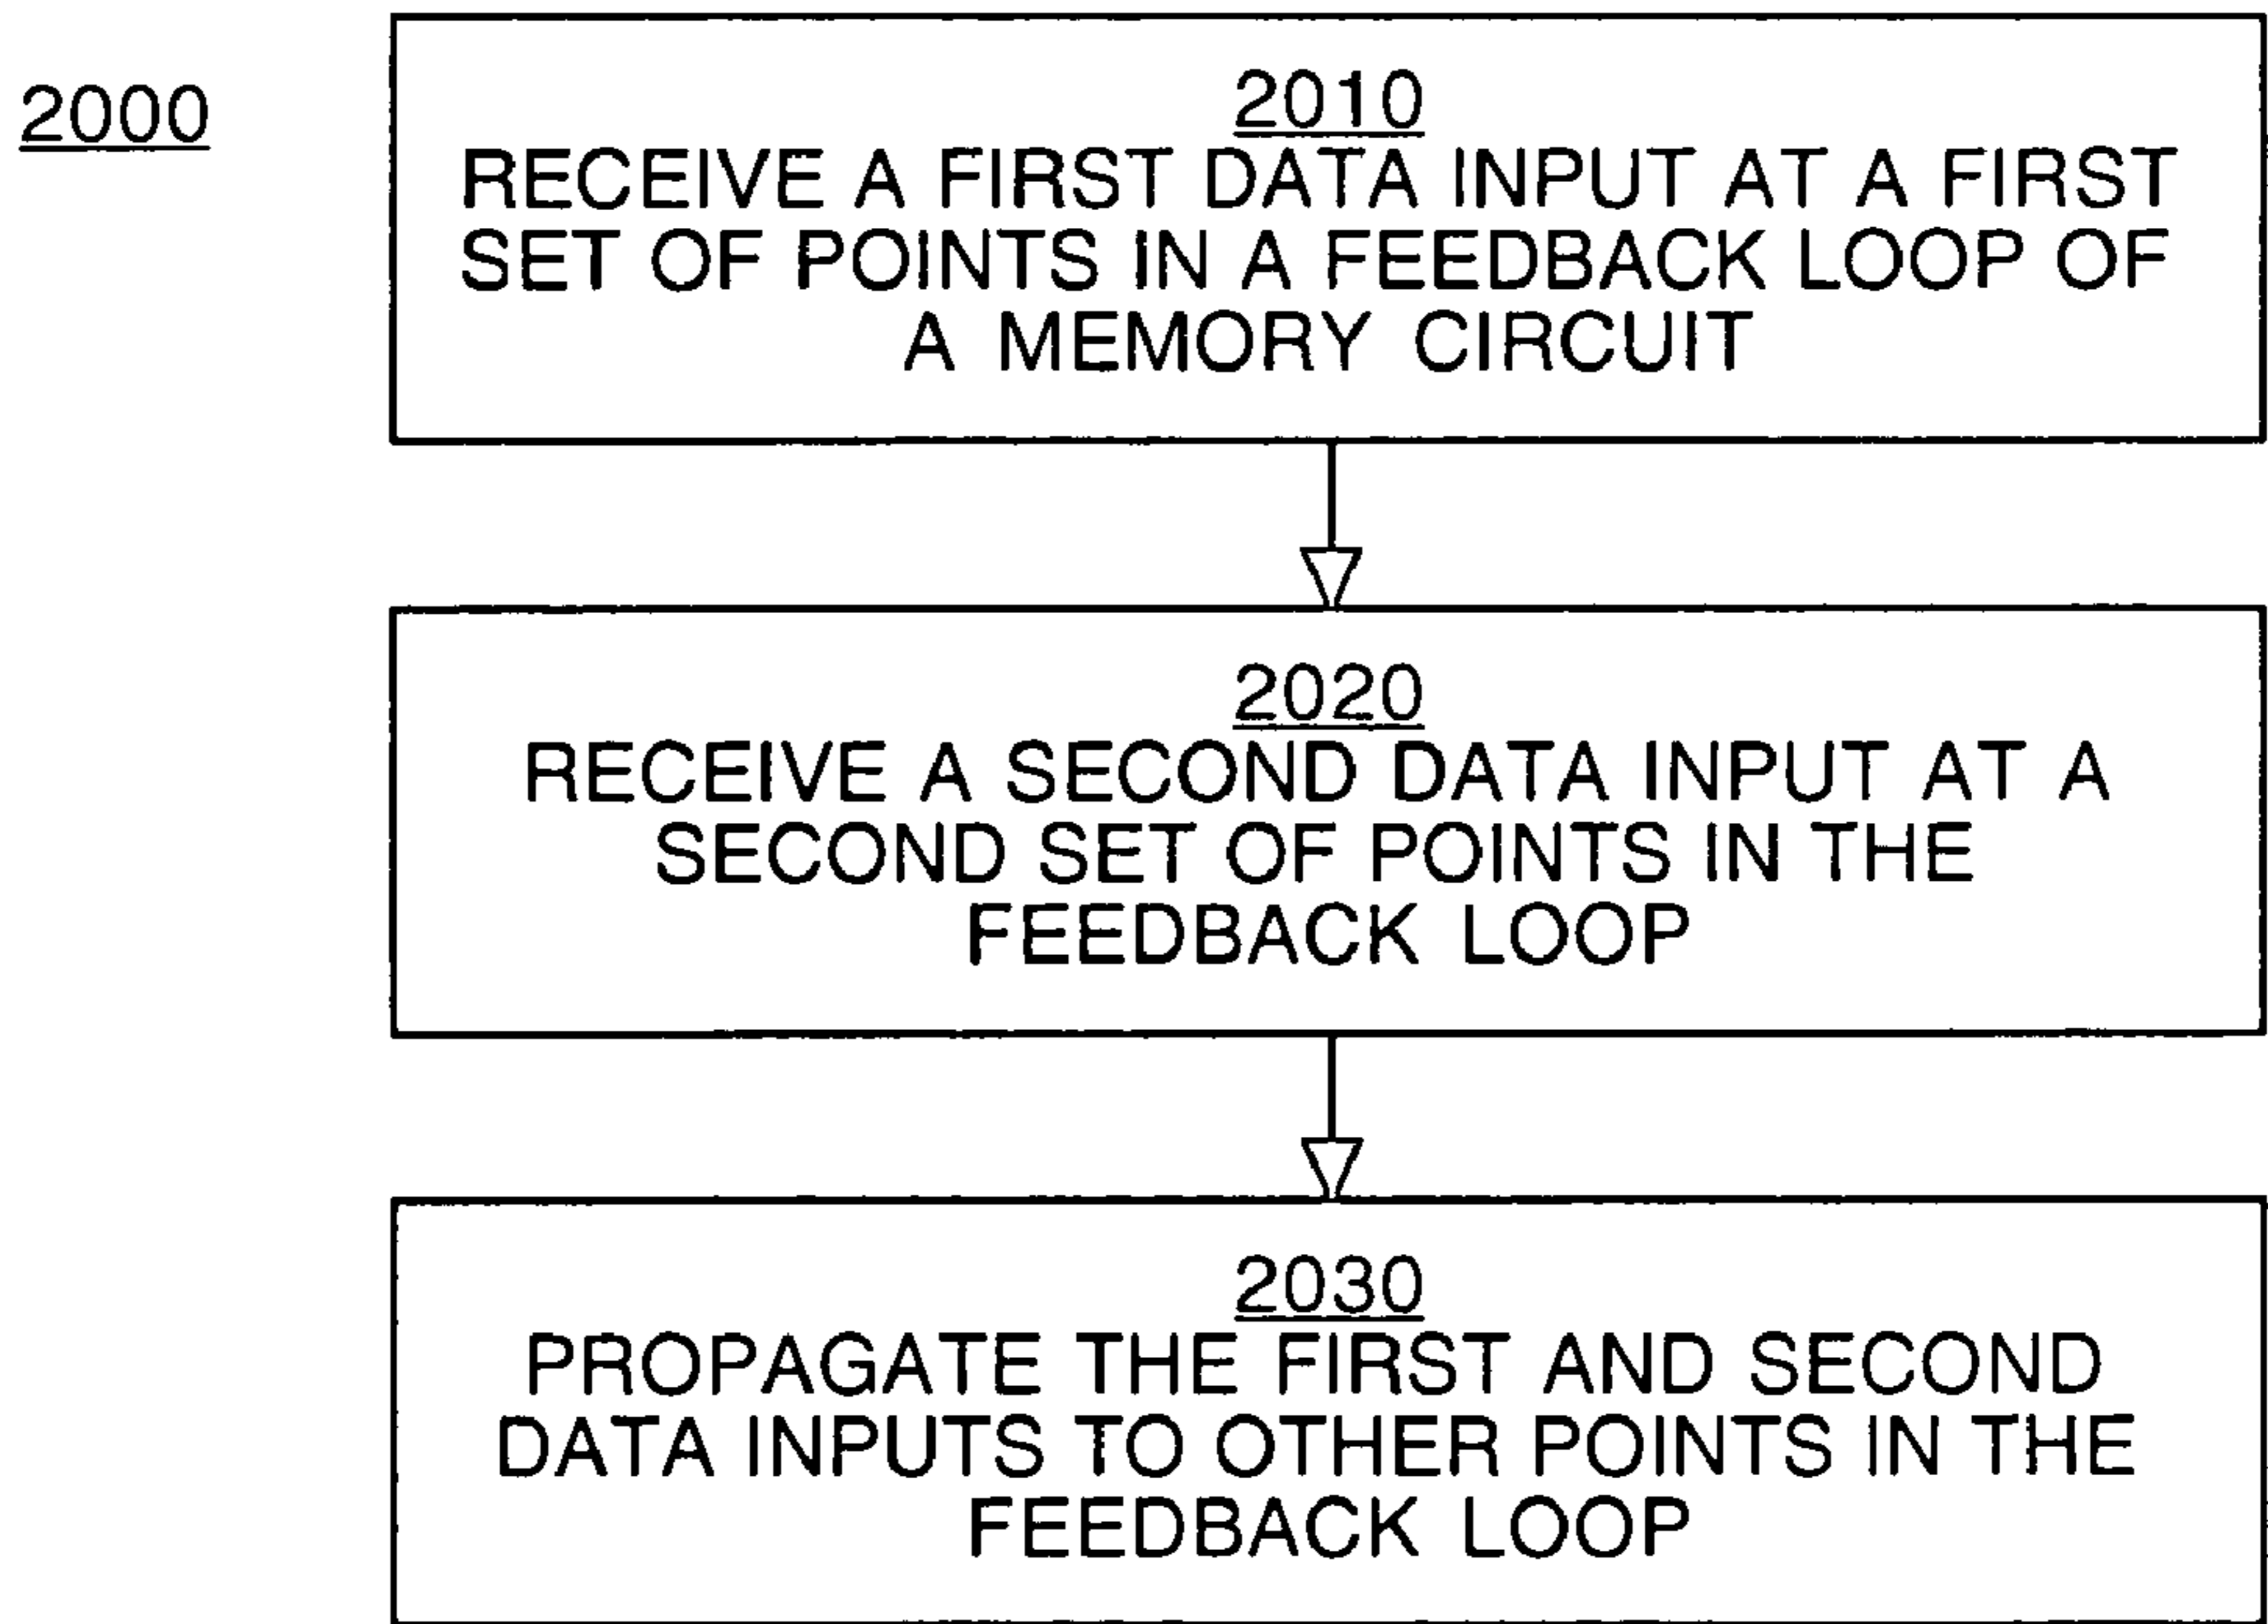 2000
2010
RECEIVE A FIRST DATA INPUT AT A FIRST
SET OF POINTS IN A FEEDBACK LOOP OF
A MEMORY CIRCUIT
2020
RECEIVE A SECOND DATA INPUT AT A
SECOND SET OF POINTS IN THE
FEEDBACK LOOP
2030
PROPAGATE THE FIRST AND SECOND
DATA INPUTS TO OTHER POINTS IN THE
FEEDBACK LOOP